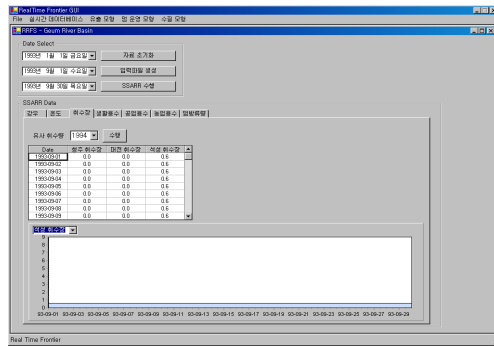 RealTime Frontier GUI
File 실시간 데이터베이스 유출 모형 댐 운영 모형 수질 모형
RRFS - Geum River Basin
Date Select
1993년 1월 1일 금요일 자료 초기화
1993년 9월 1일 수요일 입력파일 생성
1993년 9월 30일 목요일 SSARR 수행
SSARR Data
강우 온도 취수장 생활용수 공업용수 농업용수 댐방류량
유사 취수량 1994 수행
Date 청주 취수장 대전 취수장 석성 취수장
1993-09-01 0.0 0.0 0.6
1993-09-02 0.0 0.0 0.6
1993-09-03 0.0 0.0 0.6
1993-09-04 0.0 0.0 0.6
1993-09-05 0.0 0.0 0.6
1993-09-06 0.0 0.0 0.6
1993-09-07 0.0 0.0 0.6
1993-09-08 0.0 0.0 0.6
1993-09-09 0.0 0.0 0.6
석성 취수장
9
8
7
6
5
4
3
2
1
0
93-09-01 93-09-03 93-09-05 93-09-07 93-09-09 93-09-11 93-09-13 93-09-15 93-09-17 93-09-19 93-09-21 93-09-23 93-09-25 93-09-27 93-09-29
Real Time Frontier